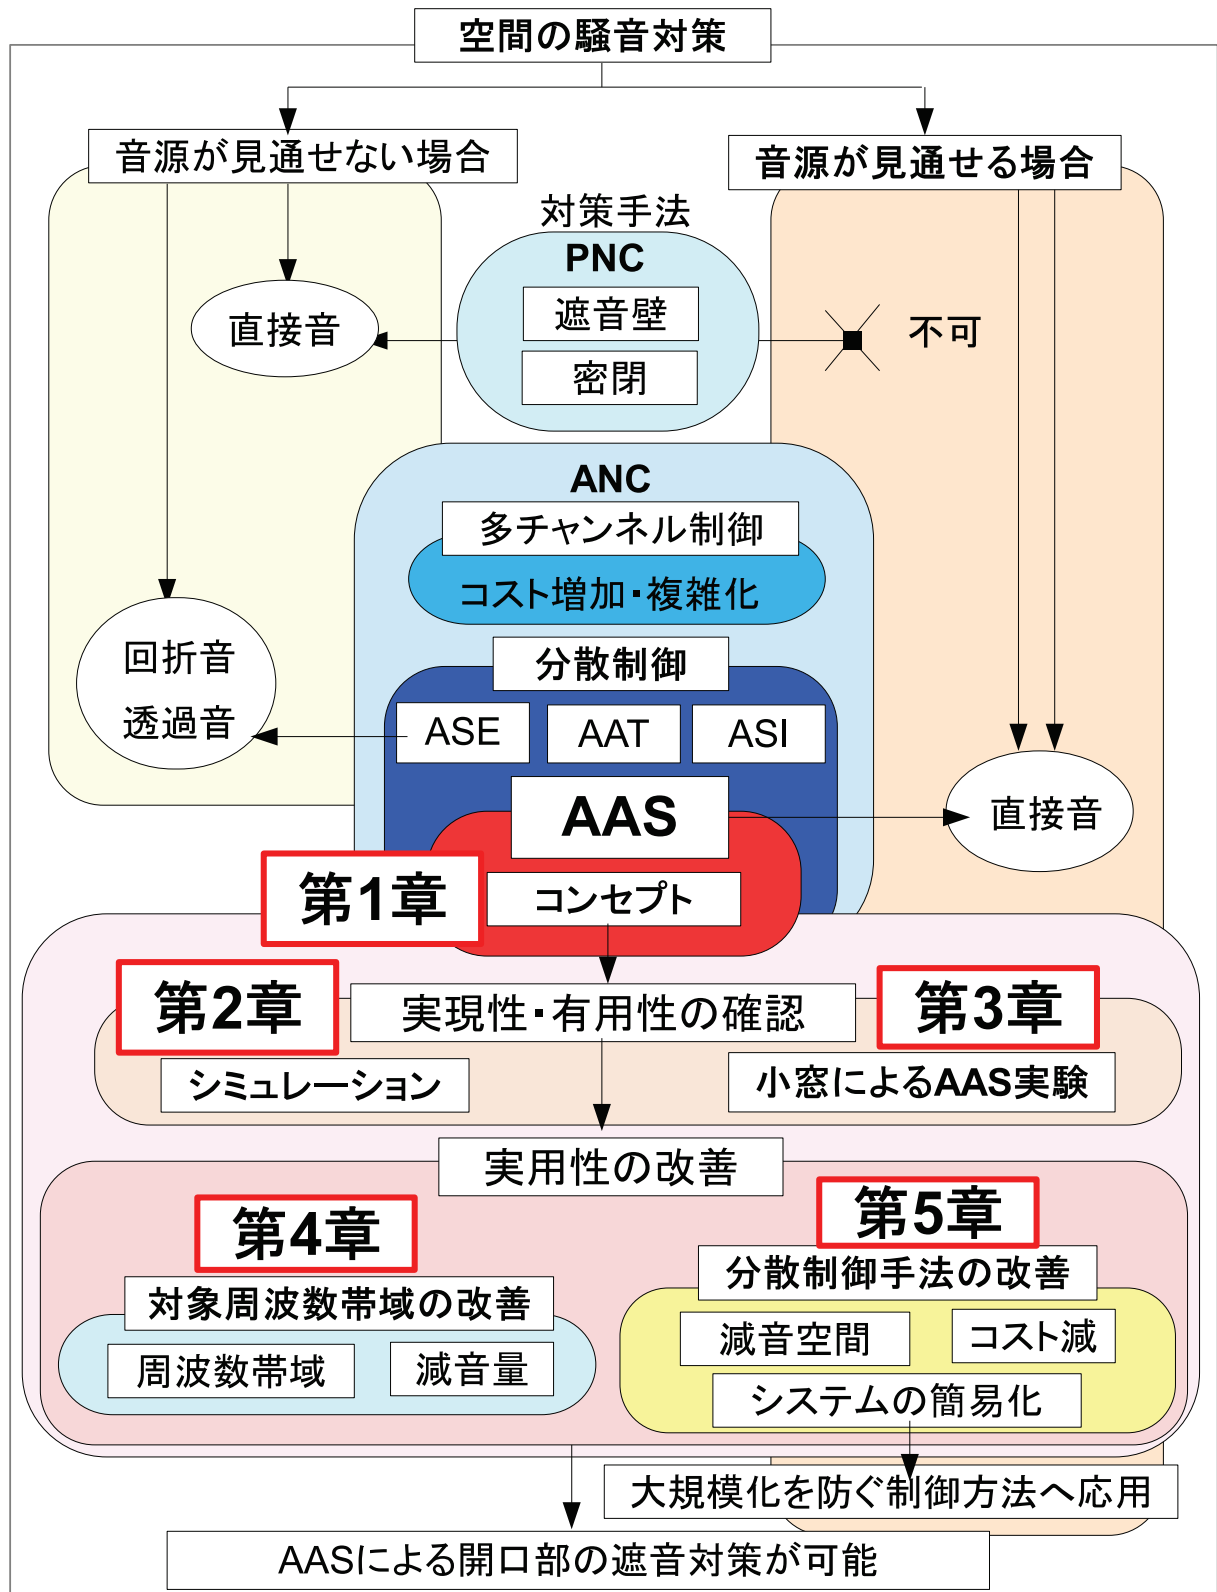 空間の騒音対策
音源が見通せない場合
音源が見通せる場合
対策手法
PNC
遮音壁
密閉
直接音
不可
ANC
多チャンネル制御
コスト増加・複雑化
分散制御
回折音
透過音
ASE
AAT
ASI
AAS
直接音
第1章
コンセプト
第2章
実現性・有用性の確認
第3章
シミュレーション
小窓によるAAS実験
実用性の改善
第4章
第5章
対象周波数帯域の改善
分散制御手法の改善
周波数帯域
減音量
減音空間
コスト減
システムの簡易化
大規模化を防ぐ制御方法へ応用
AASによる開口部の遮音対策が可能